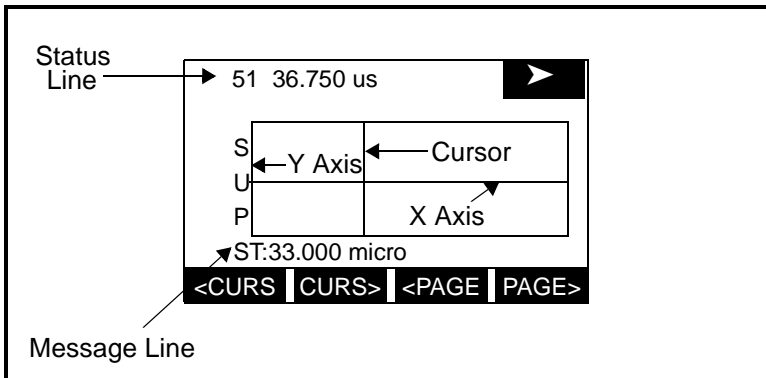 Status
Line
51 36.750 us
➤
S
U
P
Y Axis
Cursor
X Axis
ST:33.000 micro
<CURS CURS> <PAGE PAGE>
Message Line